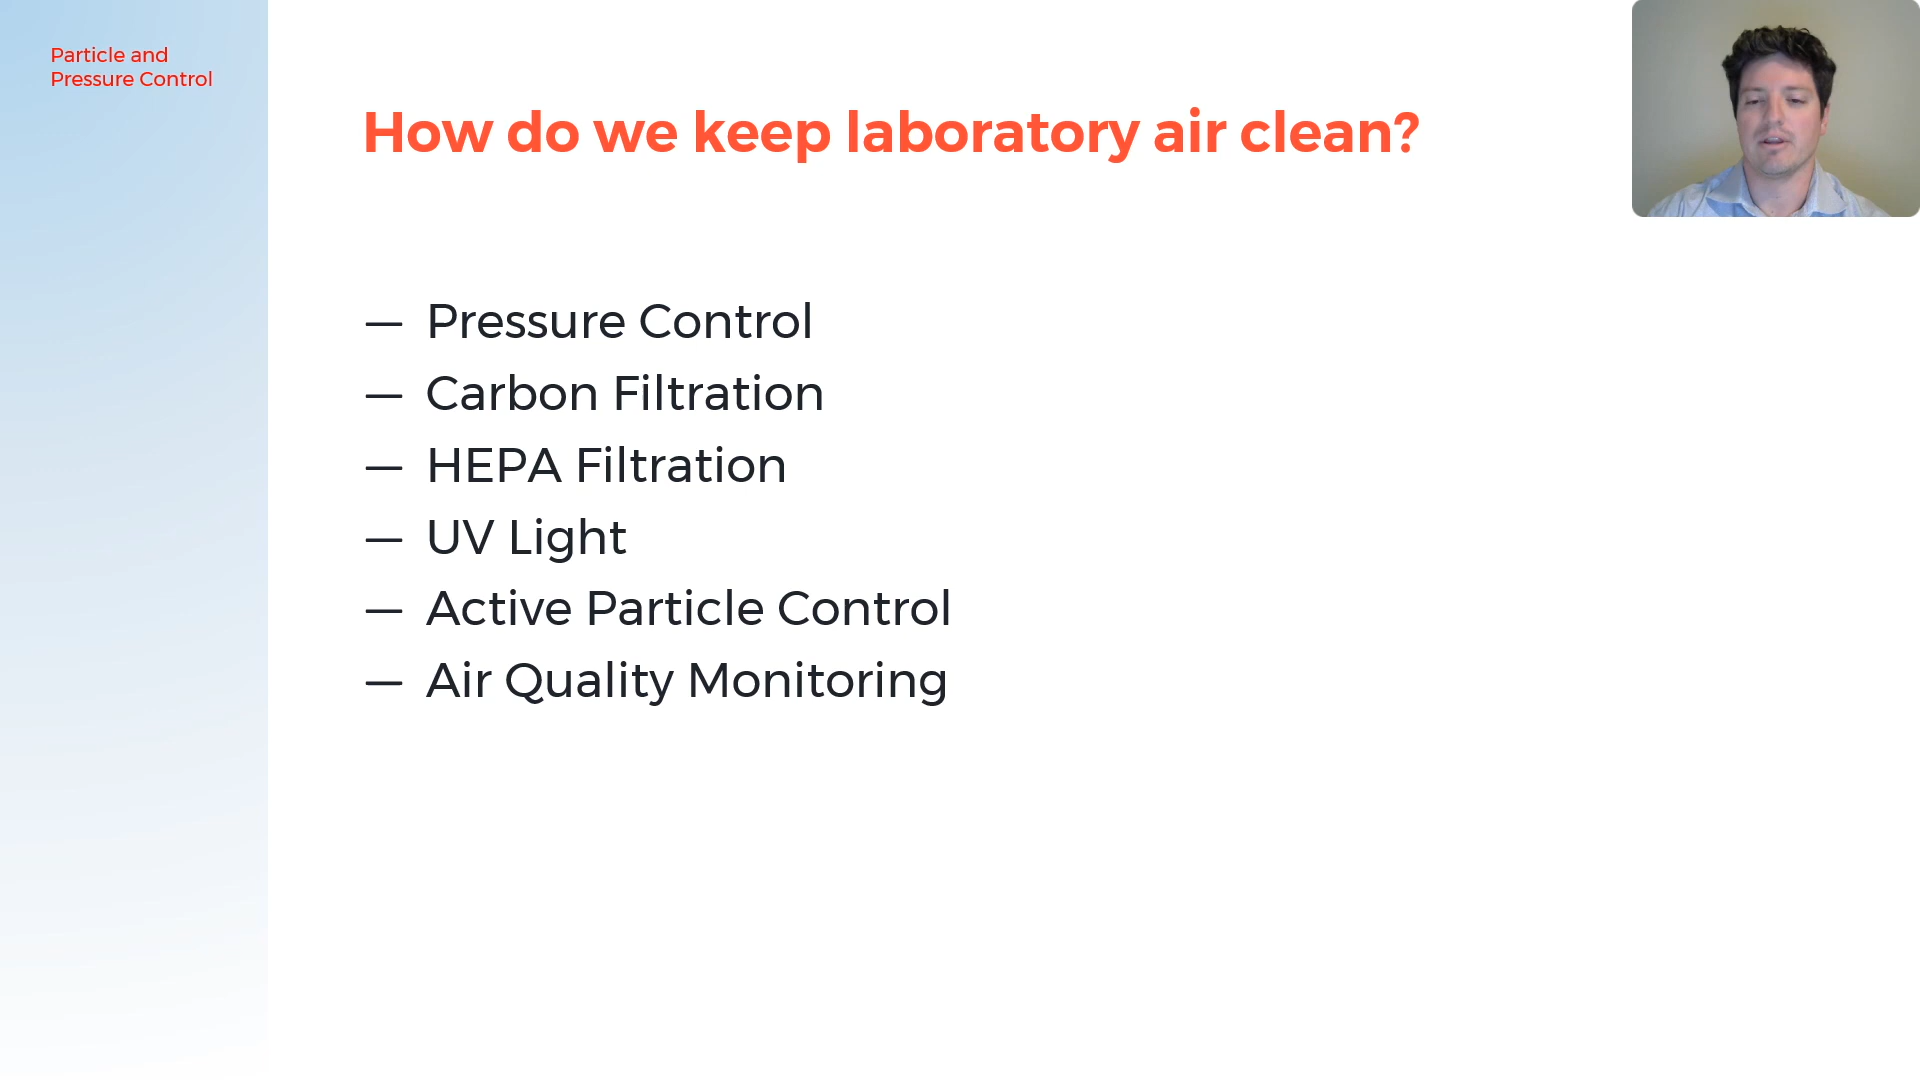 Particle and
Pressure Control
How do we keep laboratory air clean?
— Pressure Control
— Carbon Filtration
— HEPA Filtration
— UV Light
— Active Particle Control
— Air Quality Monitoring